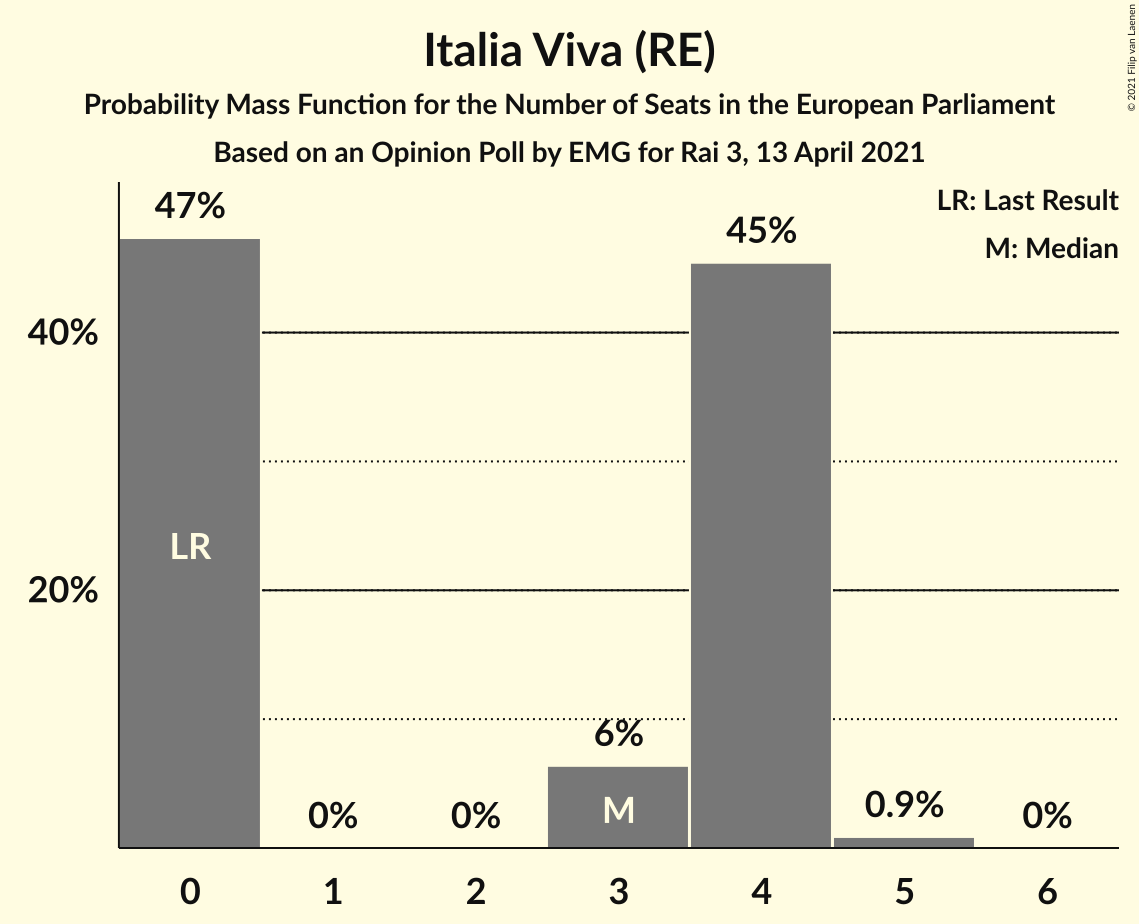 Italia Viva (RE)
Probability Mass Function for the Number of Seats in the European Parliament
Based on an Opinion Poll by EMG for Rai 3, 13 April 2021
© 2021 Filip van Laenen
LR: Last Result
M: Median
47%
45%
40%
LR
20%
6%
M
0%
0%
0.9%
0%
0 1 2 3 4 5 6